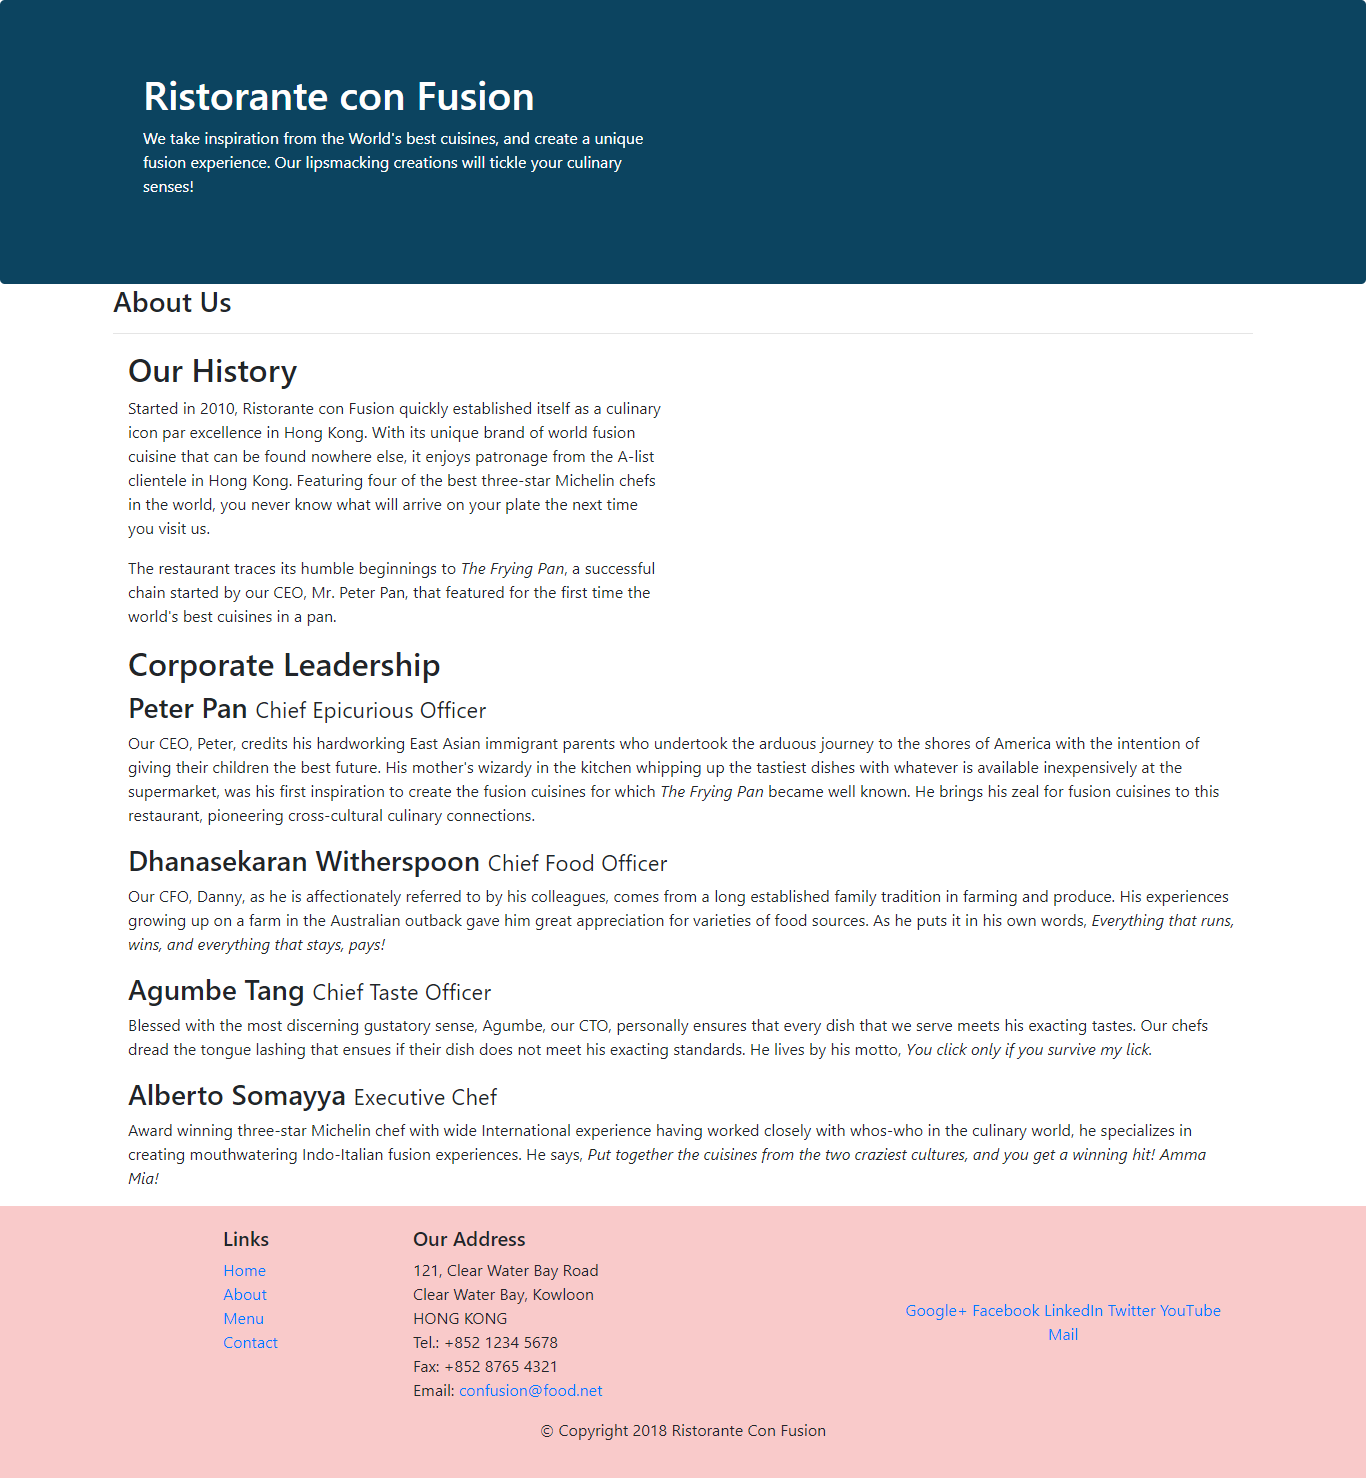 Ristorante con Fusion
We take inspiration from the World's best cuisines, and create a unique
fusion experience. Our lipsmacking creations will tickle your culinary
senses!
About Us
Our History
Started in 2010, Ristorante con Fusion quickly established itself as a culinary
icon par excellence in Hong Kong. With its unique brand of world fusion
cuisine that can be found nowhere else, it enjoys patronage from the A-list
clientele in Hong Kong. Featuring four of the best three-star Michelin chefs
in the world, you never know what will arrive on your plate the next time
you visit us.
The restaurant traces its humble beginnings to The Frying Pan, a successful
chain started by our CEO, Mr. Peter Pan, that featured for the first time the
world's best cuisines in a pan.
Corporate Leadership
Peter Pan Chief Epicurious Officer
Our CEO, Peter, credits his hardworking East Asian immigrant parents who undertook the arduous journey to the shores of America with the intention of
giving their children the best future. His mother's wizardy in the kitchen whipping up the tastiest dishes with whatever is available inexpensively at the
supermarket, was his first inspiration to create the fusion cuisines for which The Frying Pan became well known. He brings his zeal for fusion cuisines to this
restaurant, pioneering cross-cultural culinary connections.
Dhanasekaran Witherspoon Chief Food Officer
Our CFO, Danny, as he is affectionately referred to by his colleagues, comes from a long established family tradition in farming and produce. His experiences
growing up on a farm in the Australian outback gave him great appreciation for varieties of food sources. As he puts it in his own words, Everything that runs,
wins, and everything that stays, pays!
Agumbe Tang Chief Taste Officer
Blessed with the most discerning gustatory sense, Agumbe, our CTO, personally ensures that every dish that we serve meets his exacting tastes. Our chefs
dread the tongue lashing that ensues if their dish does not meet his exacting standards. He lives by his motto, You click only if you survive my lick.
Alberto Somayya Executive Chef
Award winning three-star Michelin chef with wide International experience having worked closely with whos-who in the culinary world, he specializes in
creating mouthwatering Indo-Italian fusion experiences. He says, Put together the cuisines from the two craziest cultures, and you get a winning hit! Amma
Mia!
Links
Home
About
Menu
Contact
Our Address
121, Clear Water Bay Road
Clear Water Bay, Kowloon
HONG KONG
Tel.: +852 1234 5678
Fax: +852 8765 4321
Email: confusion@food.net
Google+ Facebook LinkedIn Twitter YouTube
Mail
© Copyright 2018 Ristorante Con Fusion